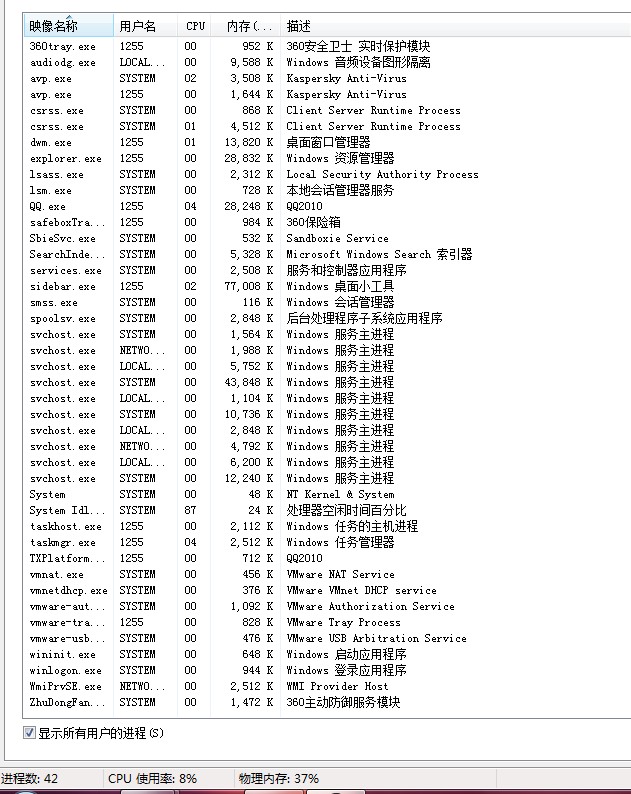 映像名称 用户名 CPU 内存(... 描述
360tray.exe 1255 00 952 K 360安全卫士 实时保护模块
audiodg.exe LOCAL... 00 9,588 K Windows 音频设备图形隔离
avp.exe SYSTEM 02 3,508 K Kaspersky Anti-Virus
avp.exe 1255 00 1,644 K Kaspersky Anti-Virus
csrss.exe SYSTEM 00 868 K Client Server Runtime Process
csrss.exe SYSTEM 01 4,512 K Client Server Runtime Process
dwm.exe 1255 01 13,820 K 桌面窗口管理器
explorer.exe 1255 00 28,832 K Windows 资源管理器
lsass.exe SYSTEM 00 2,312 K Local Security Authority Process
lsm.exe SYSTEM 00 728 K 本地会话管理器服务
QQ.exe 1255 04 28,248 K QQ2010
safeboxTra... 1255 00 984 K 360保险箱
SbieSvc.exe SYSTEM 00 532 K Sandboxie Service
SearchInde... SYSTEM 00 5,328 K Microsoft Windows Search 索引器
services.exe SYSTEM 00 2,508 K 服务和控制器应用程序
sidebar.exe 1255 02 77,008 K Windows 桌面小工具
smss.exe SYSTEM 00 116 K Windows 会话管理器
spoolsv.exe SYSTEM 00 2,848 K 后台处理程序子系统应用程序
svchost.exe SYSTEM 00 1,564 K Windows 服务主进程
svchost.exe NETWO... 00 1,988 K Windows 服务主进程
svchost.exe LOCAL... 00 5,752 K Windows 服务主进程
svchost.exe SYSTEM 00 43,848 K Windows 服务主进程
svchost.exe LOCAL... 00 1,104 K Windows 服务主进程
svchost.exe SYSTEM 00 10,736 K Windows 服务主进程
svchost.exe LOCAL... 00 2,848 K Windows 服务主进程
svchost.exe NETWO... 00 4,792 K Windows 服务主进程
svchost.exe LOCAL... 00 6,200 K Windows 服务主进程
svchost.exe SYSTEM 00 12,240 K Windows 服务主进程
System SYSTEM 00 48 K NT Kernel & System
System Idl... SYSTEM 87 24 K 处理器空闲时间百分比
taskhost.exe 1255 00 2,112 K Windows 任务的主机进程
taskmgr.exe 1255 04 2,512 K Windows 任务管理器
TXPlatform... 1255 00 712 K QQ2010
vmnat.exe SYSTEM 00 456 K VMware NAT Service
vmnetdhcp.exe SYSTEM 00 376 K VMware VMnet DHCP service
vmware-aut... SYSTEM 00 1,092 K VMware Authorization Service
vmware-tra... 1255 00 828 K VMware Tray Process
vmware-usb... SYSTEM 00 476 K VMware USB Arbitration Service
wininit.exe SYSTEM 00 648 K Windows 启动应用程序
winlogon.exe SYSTEM 00 944 K Windows 登录应用程序
WmiPrvSE.exe NETWO... 00 2,512 K WMI Provider Host
ZhuDongFan... SYSTEM 00 1,472 K 360主动防御服务模块
显示所有用户的进程(S)
进程数: 42 CPU 使用率: 8% 物理内存: 37%